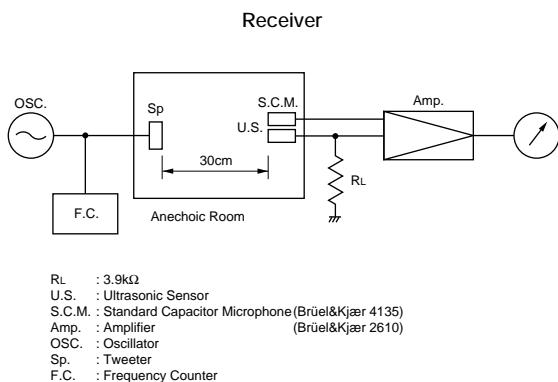 Receiver
OSC.
Sp
S.C.M.
U.S.
Amp.
30cm
RL
F.C.
Anechoic Room
RL : 3.9kΩ
U.S. : Ultrasonic Sensor
S.C.M. : Standard Capacitor Microphone (Brüel&Kjær 4135)
Amp. : Amplifier (Brüel&Kjær 2610)
OSC. : Oscillator
Sp. : Tweeter
F.C. : Frequency Counter